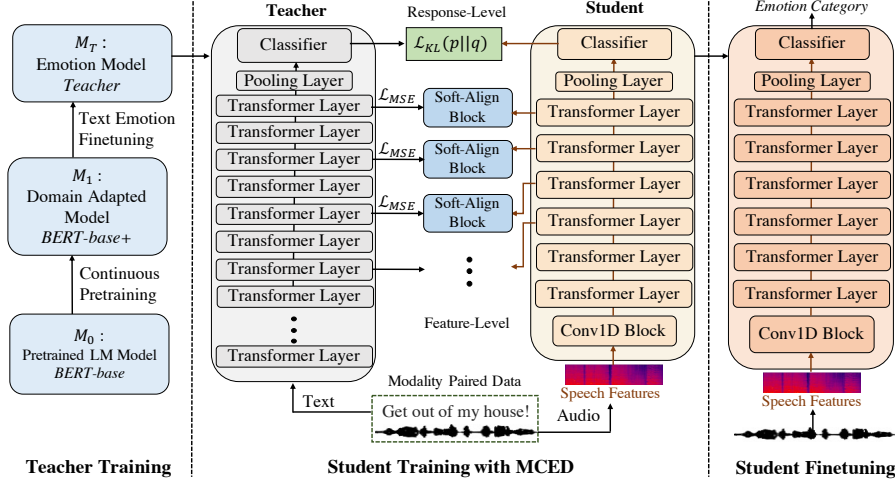 M_T :
Emotion Model
Teacher
Text Emotion
Finetuning
M_1 :
Domain Adapted
Model
BERT-base+
Continuous
Pretraining
M_0 :
Pretrained LM Model
BERT-base
Teacher Training
Teacher
Classifier
Pooling Layer
Transformer Layer
Transformer Layer
Transformer Layer
Transformer Layer
Transformer Layer
Transformer Layer
Transformer Layer
Transformer Layer
Transformer Layer
Text
Response-Level
ℒ_KL(p||q)
ℒ_MSE
Soft-Align
Block
ℒ_MSE
Soft-Align
Block
ℒ_MSE
Soft-Align
Block
Feature-Level
Modality Paired Data
Get out of my house!
Audio
Student
Classifier
Pooling Layer
Transformer Layer
Transformer Layer
Transformer Layer
Transformer Layer
Transformer Layer
Transformer Layer
Conv1D Block
Speech Features
Student Training with MCED
Emotion Category
Classifier
Pooling Layer
Transformer Layer
Transformer Layer
Transformer Layer
Transformer Layer
Transformer Layer
Transformer Layer
Conv1D Block
Speech Features
Student Finetuning